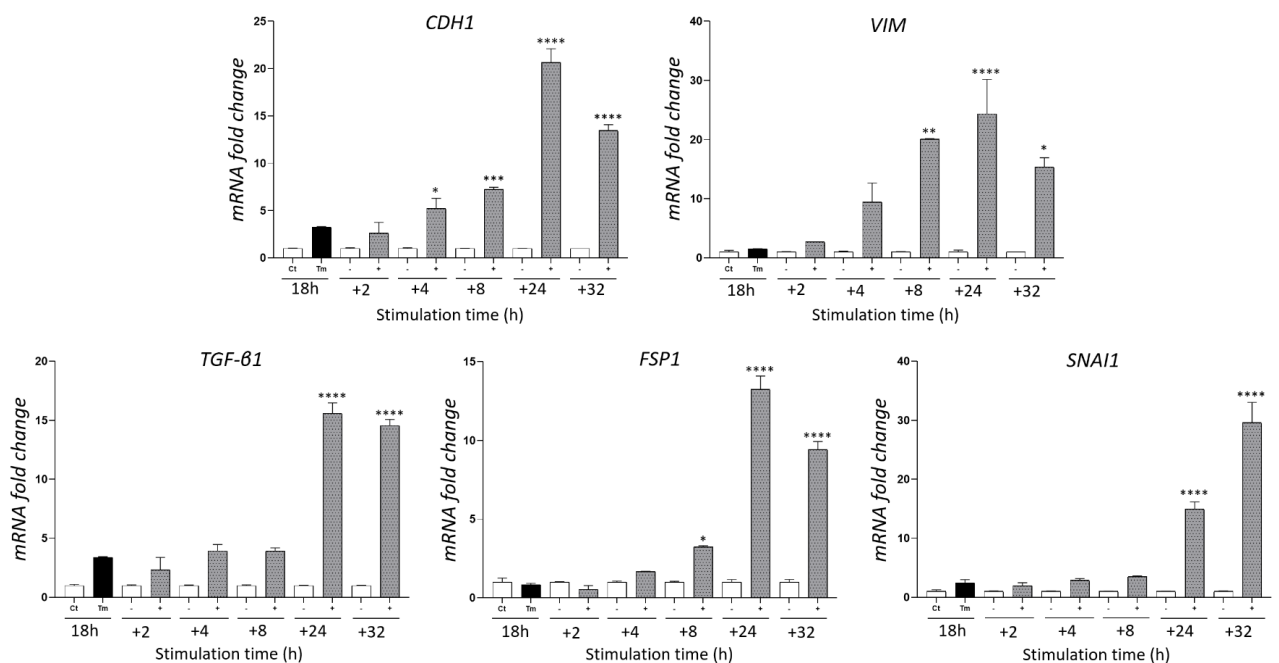 CDH1
mRNA fold change
25
20
15
10
5
0
* *** **** ****
Ct Tm - + - + - + - + - +
18h +2 +4 +8 +24 +32
Stimulation time (h)
VIM
mRNA fold change
40
30
20
10
0
** **** *
Ct Tm - + - + - + - + - +
18h +2 +4 +8 +24 +32
Stimulation time (h)
TGF-β1
mRNA fold change
20
15
10
5
0
**** ****
Ct Tm - + - + - + - + - +
18h +2 +4 +8 +24 +32
Stimulation time (h)
FSP1
mRNA fold change
15
10
5
0
* **** ****
Ct Tm - + - + - + - + - +
18h +2 +4 +8 +24 +32
Stimulation time (h)
SNAI1
mRNA fold change
40
30
20
10
0
**** ****
Ct Tm - + - + - + - + - +
18h +2 +4 +8 +24 +32
Stimulation time (h)